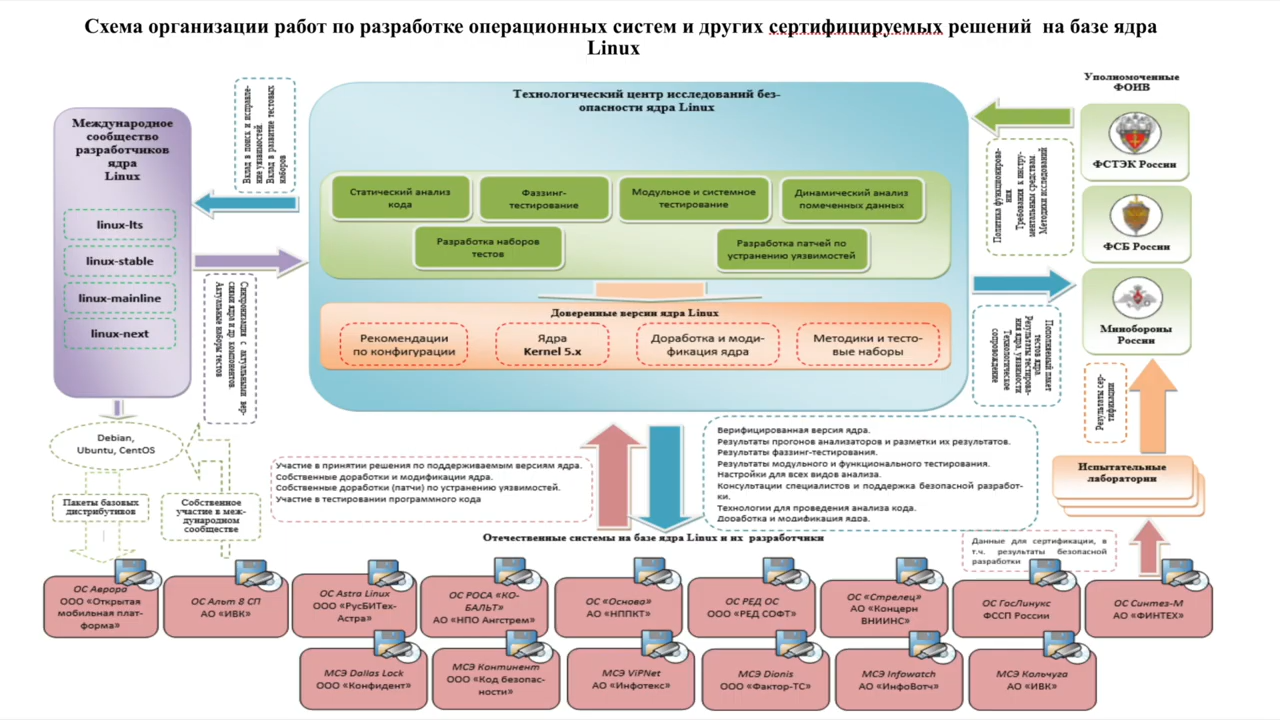 Схема организации работ по разработке операционных систем и других сертифицируемых решений на базе ядра
Linux
Международное
сообщество
разработчиков
ядра
Linux
linux-lts
linux-stable
linux-mainline
linux-next
Вклад в поиск и исправле-
ние уязвимостей.
Вклад в развитие тестовых
наборов
Синхронизация с актуальными вер-
сиями ядра и др компонентов.
Актуальные наборы тестов
Технологический центр исследований без-
опасности ядра Linux
Статический анализ
кода
Фаззинг-
тестирование
Модульное и системное
тестирование
Динамический анализ
помеченных данных
Разработка наборов
тестов
Разработка патчей по
устранению уязвимостей
Доверенные версии ядра Linux
Рекомендации
по конфигурации
Ядра
Kernel 5.x
Доработка и моди-
фикация ядра
Методики и тесто-
вые наборы
Уполномоченные
ФОИВ
ФСТЭК России
ФСБ России
Минобороны
России
Политика функционирова-
ния
Требования к инстру-
ментальным средствам
Методики исследований
Пополняемый пакет
тестов ядра
Результаты тестирова-
ния ядра, уязвимости
Технологическое
сопровождение
Результаты сер-
тификации
Испытательные
лаборатории
Debian,
Ubuntu, CentOS
Пакеты базовых
дистрибутивов
Собственное
участие в меж-
дународном
сообществе
Участие в принятии решения по поддерживаемым версиям ядра.
Собственные доработки и модификации ядра.
Собственные доработки (патчи) по устранению уязвимостей.
Участие в тестировании программного кода
Верифицированная версия ядра.
Результаты прогонов анализаторов и разметки их результатов.
Результаты фаззинг-тестирования.
Результаты модульного и функционального тестирования.
Настройки для всех видов анализа.
Консультации специалистов и поддержка безопасной разработ-
ки.
Технологии для проведения анализа кода.
Доработка и модификация ядра.
Данные для сертификации, в
т.ч. результаты безопасной
разработки
Отечественные системы на базе ядра Linux и их разработчики
ОС Аврора
ООО «Открытая
мобильная плат-
форма»
ОС Альт 8 СП
АО «ИВК»
ОС Astra Linux
ООО «РусБИТех-
Астра»
ОС РОСА «КО-
БАЛЬТ»
АО «НПО Ангстрем»
ОС «Основа»
АО «НППКТ»
ОС РЕД ОС
ООО «РЕД СОФТ»
ОС «Стрелец»
АО «Концерн
ВНИИНС»
ОС ГосЛинукс
ФССП России
ОС Синтез-М
АО «ФИНТЕХ»
МСЭ Dallas Lock
ООО «Конфидент»
МСЭ Континент
ООО «Код безопас-
ности»
МСЭ ViPNet
АО «Инфотекс»
МСЭ Dionis
ООО «Фактор-ТС»
МСЭ Infowatch
АО «ИнфоВотч»
МСЭ Кольчуга
АО «ИВК»